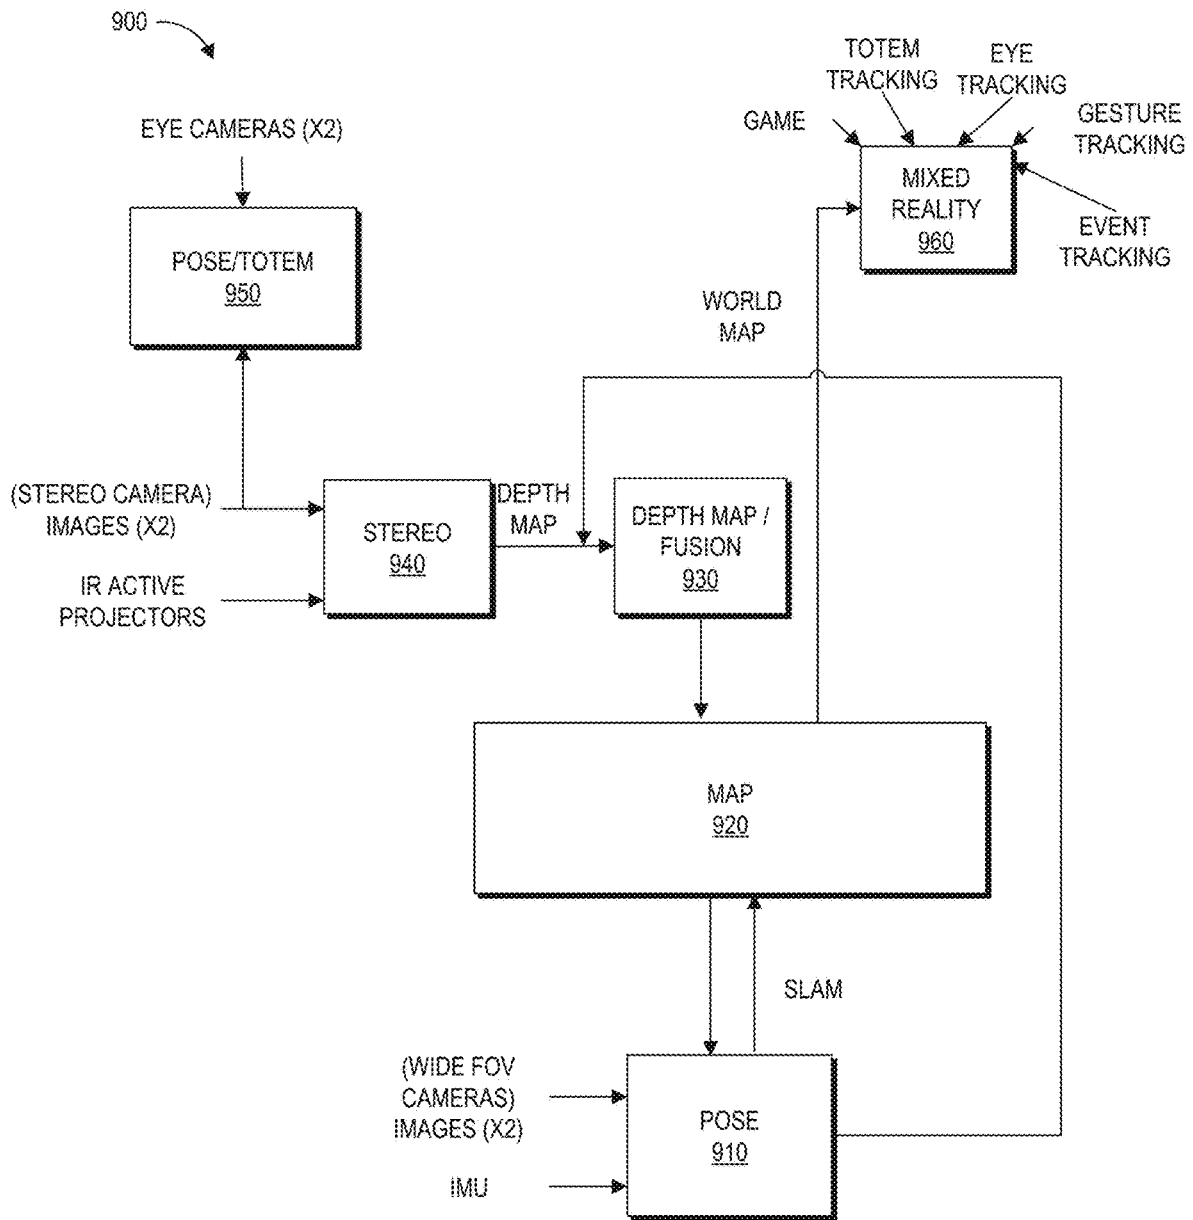 900
EYE CAMERAS (X2)
POSE/TOTEM
950
TOTEM
TRACKING
EYE
TRACKING
GAME
GESTURE
TRACKING
MIXED
REALITY
960
EVENT
TRACKING
WORLD
MAP
(STEREO CAMERA)
IMAGES (X2)
IR ACTIVE
PROJECTORS
STEREO
940
DEPTH
MAP
DEPTH MAP /
FUSION
930
MAP
920
SLAM
(WIDE FOV
CAMERAS)
IMAGES (X2)
IMU
POSE
910